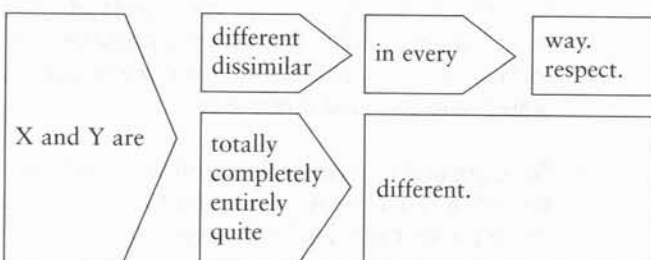 different
dissimilar
in every
way.
respect.
X and Y are
totally
completely
entirely
quite
different.